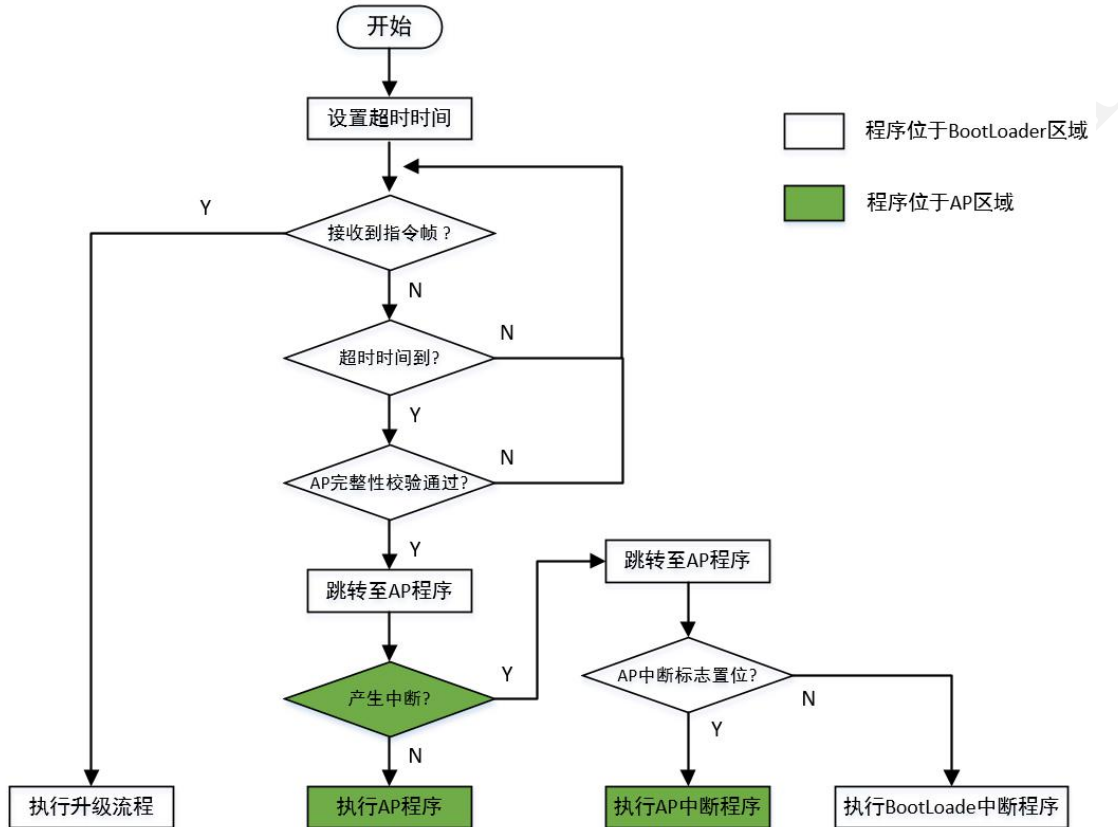 开始
设置超时时间
程序位于BootLoader区域
程序位于AP区域
Y
接收到指令帧？
N
超时时间到?
N
Y
AP完整性校验通过?
N
Y
跳转至AP程序
跳转至AP程序
产生中断?
Y
AP中断标志置位?
N
N
Y
执行升级流程
执行AP程序
执行AP中断程序
执行BootLoade中断程序